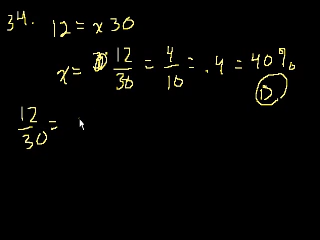 34. 12 = x 30
x = 12/30 = 4/10 = .4 = 40%
D
12/30 =